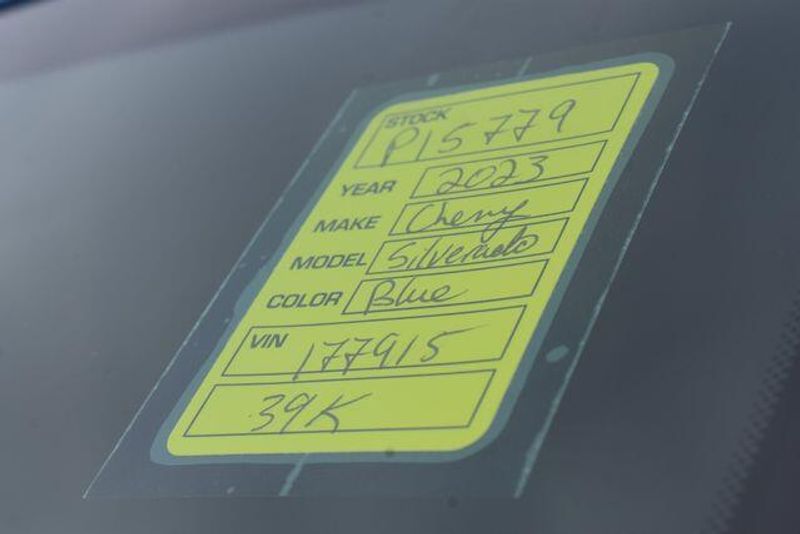 STOCK
P15779
YEAR 2023
MAKE Chevy
MODEL Silverado
COLOR Blue
VIN 177915
39K